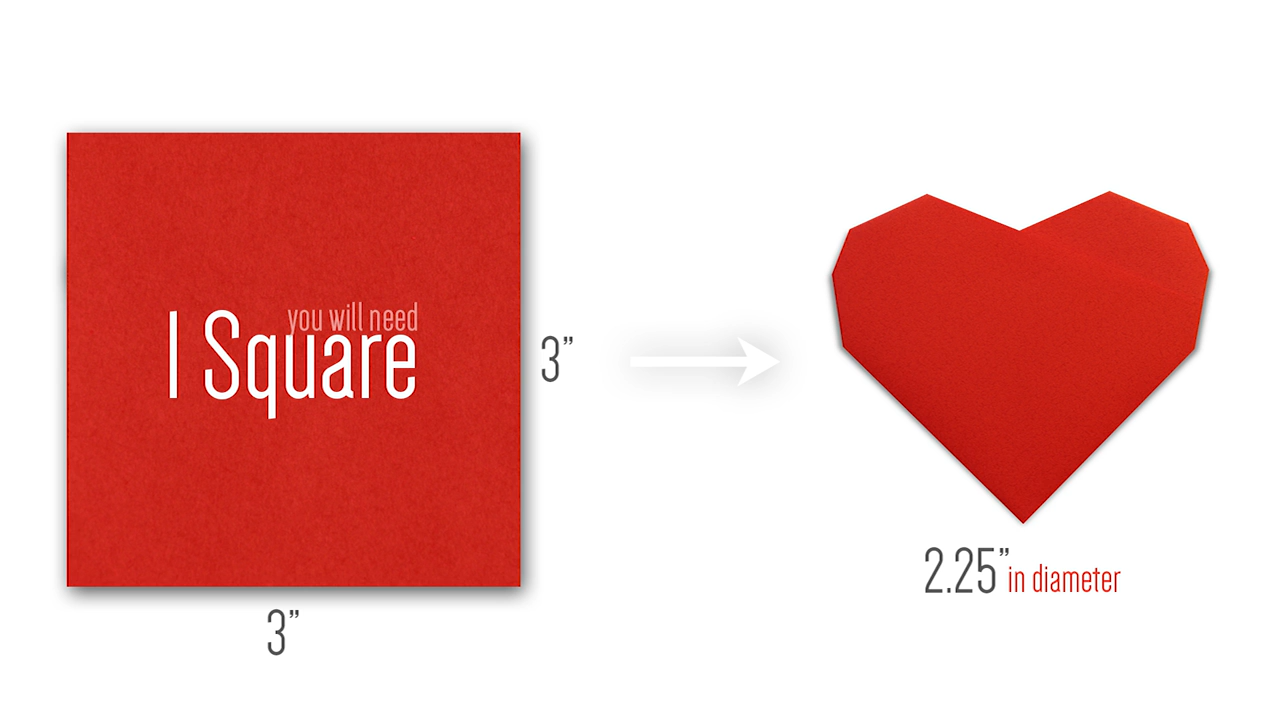 you will need
I Square
3”
3”
2.25” in diameter